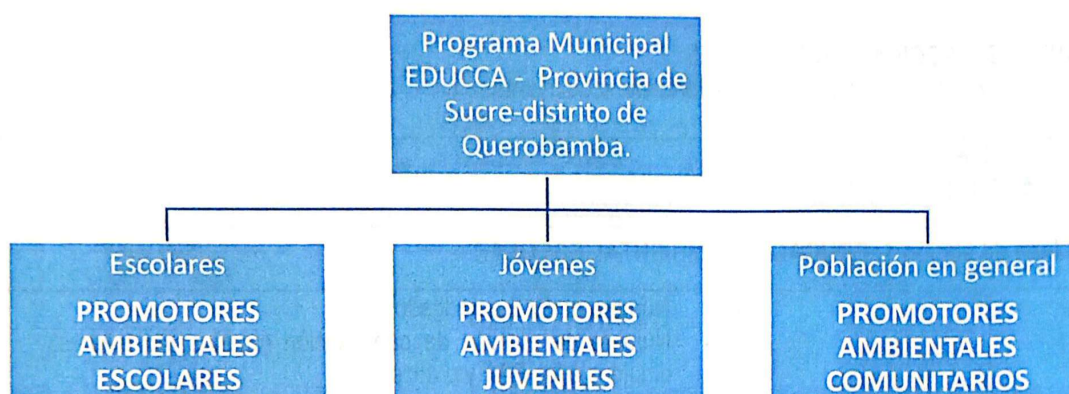 Programa Municipal
EDUCCA - Provincia de
Sucre-distrito de
Querobamba.
Escolares
PROMOTORES
AMBIENTALES
ESCOLARES
Jóvenes
PROMOTORES
AMBIENTALES
JUVENILES
Población en general
PROMOTORES
AMBIENTALES
COMUNITARIOS